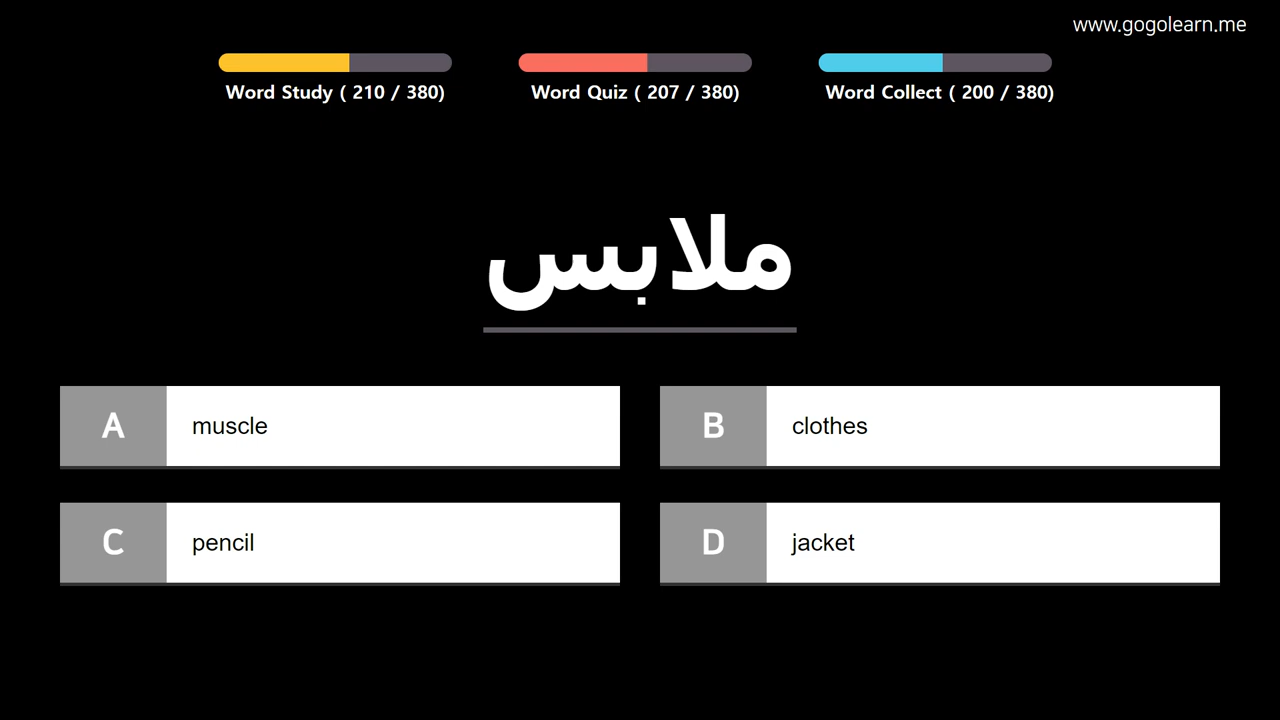 www.gogolearn.me
Word Study ( 210 / 380)
Word Quiz ( 207 / 380)
Word Collect ( 200 / 380)
ملابس
A muscle
B clothes
C pencil
D jacket